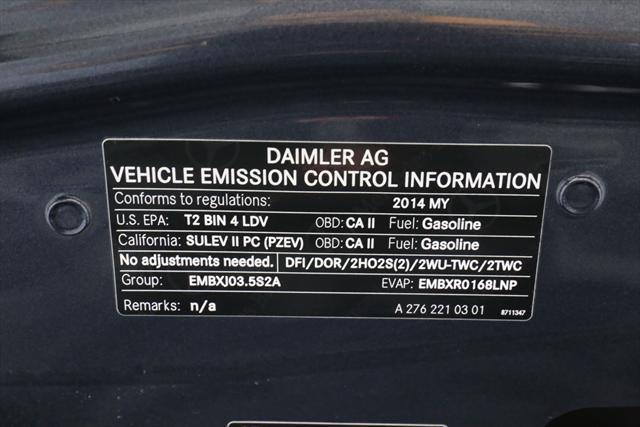 DAIMLER AG
VEHICLE EMISSION CONTROL INFORMATION
Conforms to regulations: 2014 MY
U.S. EPA: T2 BIN 4 LDV OBD: CA II Fuel: Gasoline
California: SULEV II PC (PZEV) OBD: CA II Fuel: Gasoline
No adjustments needed. DFI/DOR/2HO2S(2)/2WU-TWC/2TWC
Group: EMBXJ03.5S2A EVAP: EMBXR0168LNP
Remarks: n/a A 276 221 03 01 8711347